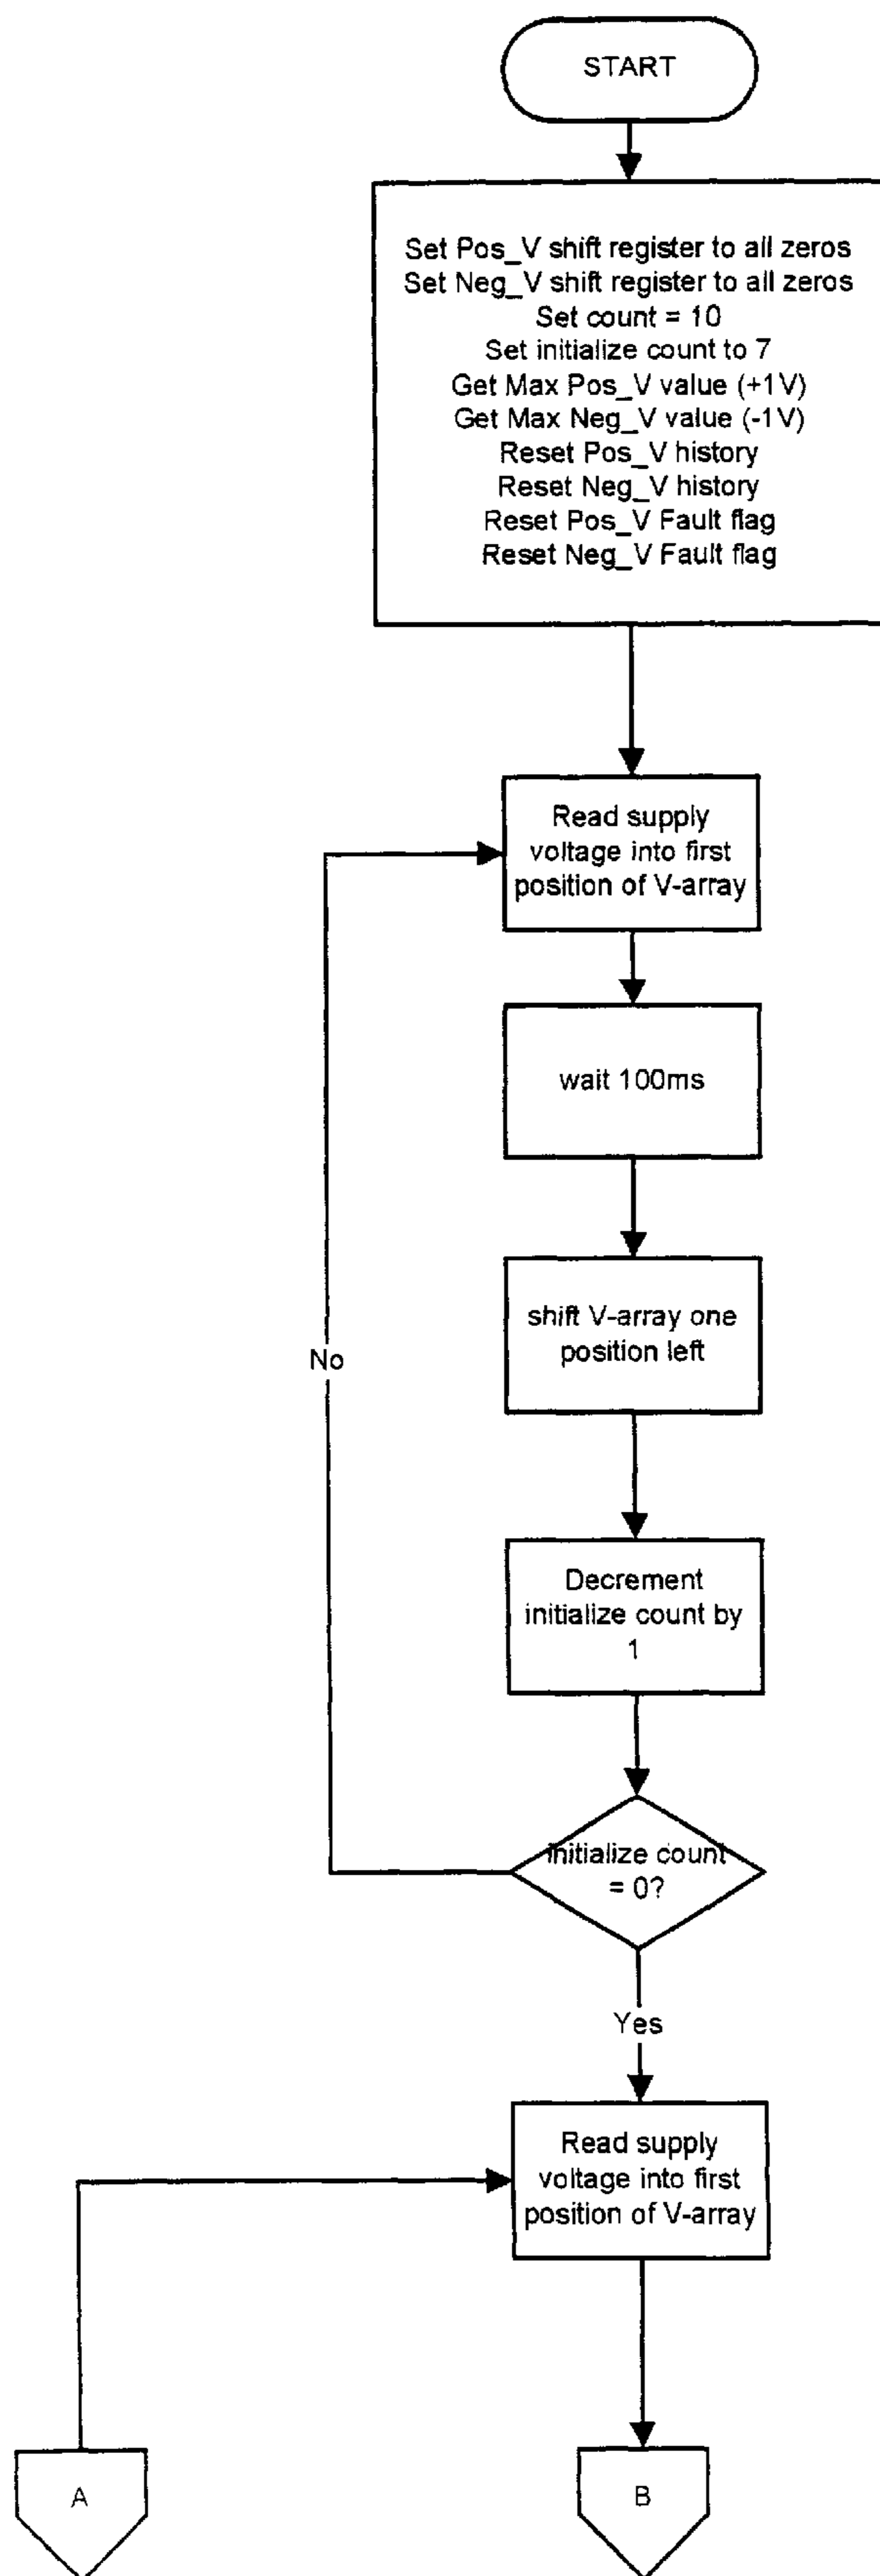 START
Set Pos_V shift register to all zeros
Set Neg_V shift register to all zeros
Set count = 10
Set initialize count to 7
Get Max Pos_V value (+1V)
Get Max Neg_V value (-1V)
Reset Pos_V history
Reset Neg_V history
Reset Pos_V Fault flag
Reset Neg_V Fault flag
Read supply
voltage into first
position of V-array
wait 100ms
shift V-array one
position left
No
Decrement
initialize count by
1
initialize count
= 0?
Yes
Read supply
voltage into first
position of V-array
A
B